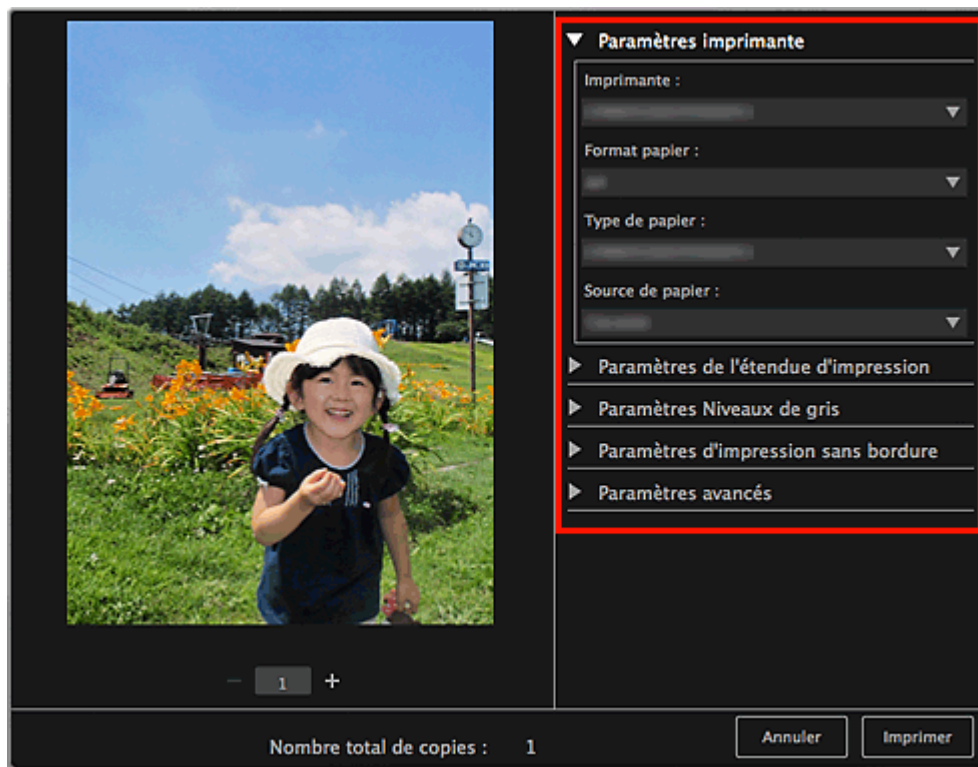 Paramètres imprimante
Imprimante :
Format papier :
Type de papier :
Source de papier :
Paramètres de l'étendue d'impression
Paramètres Niveaux de gris
Paramètres d'impression sans bordure
Paramètres avancés
1
Nombre total de copies : 1
Annuler
Imprimer